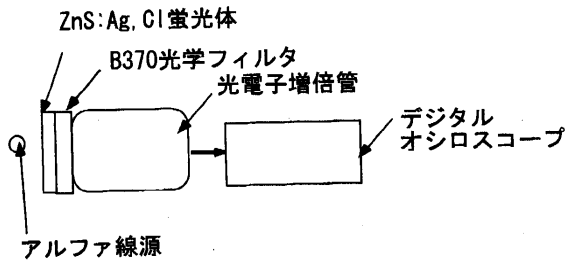 ZnS:Ag,Cl蛍光体
B370光学フィルタ
光電子増倍管
デジタル
オシロスコープ
アルファ線源